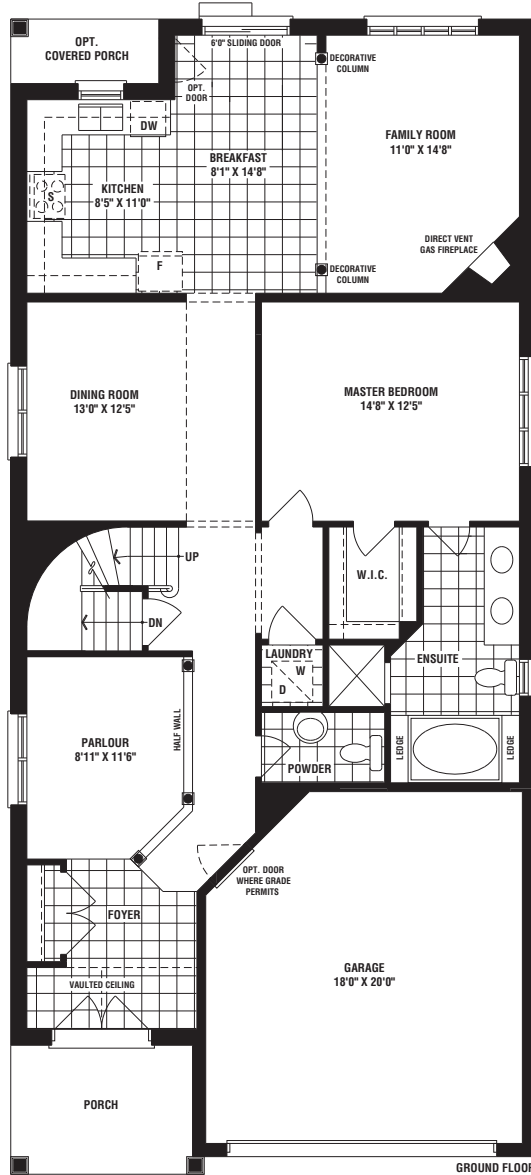 OPT.
COVERED PORCH
6'0" SLIDING DOOR
OPT.
DOOR
DECORATIVE
COLUMN
DW
BREAKFAST
8'1" X 14'8"
FAMILY ROOM
11'0" X 14'8"
KITCHEN
8'5" X 11'0"
S
F
DIRECT VENT
GAS FIREPLACE
DECORATIVE
COLUMN
DINING ROOM
13'0" X 12'5"
MASTER BEDROOM
14'8" X 12'5"
UP
DN
W.I.C.
LAUNDRY
W
D
ENSUITE
PARLOUR
8'11" X 11'6"
HALF WALL
POWDER
LEDGE
LEDGE
OPT. DOOR
WHERE GRADE
PERMITS
FOYER
VAULTED CEILING
GARAGE
18'0" X 20'0"
PORCH
GROUND FLOOR